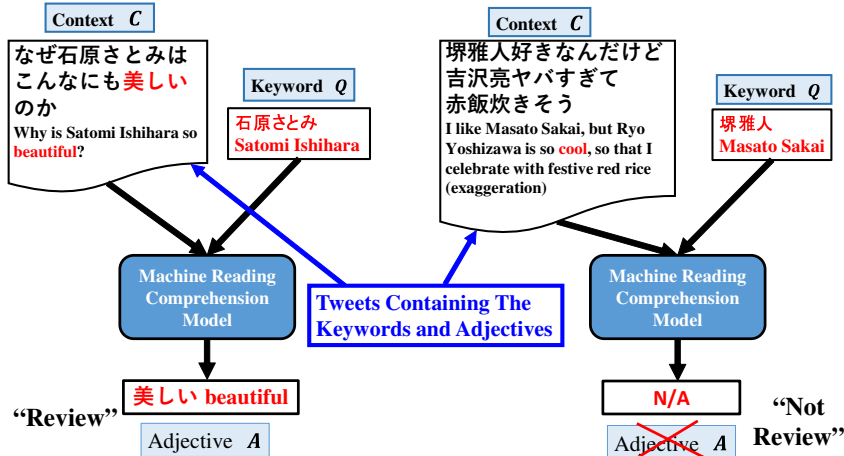 Context C
なぜ石原さとみは
こんなにも美しい
のか
Why is Satomi Ishihara so
beautiful?
Keyword Q
石原さとみ
Satomi Ishihara
Machine Reading
Comprehension
Model
美しい beautiful
“Review”
Adjective A
Tweets Containing The
Keywords and Adjectives
Context C
堺雅人好きなんだけど
吉沢亮ヤバすぎて
赤飯炊きそう
I like Masato Sakai, but Ryo
Yoshizawa is so cool, so that I
celebrate with festive red rice
(exaggeration)
Keyword Q
堺雅人
Masato Sakai
Machine Reading
Comprehension
Model
N/A
“Not
Review”
Adjective A